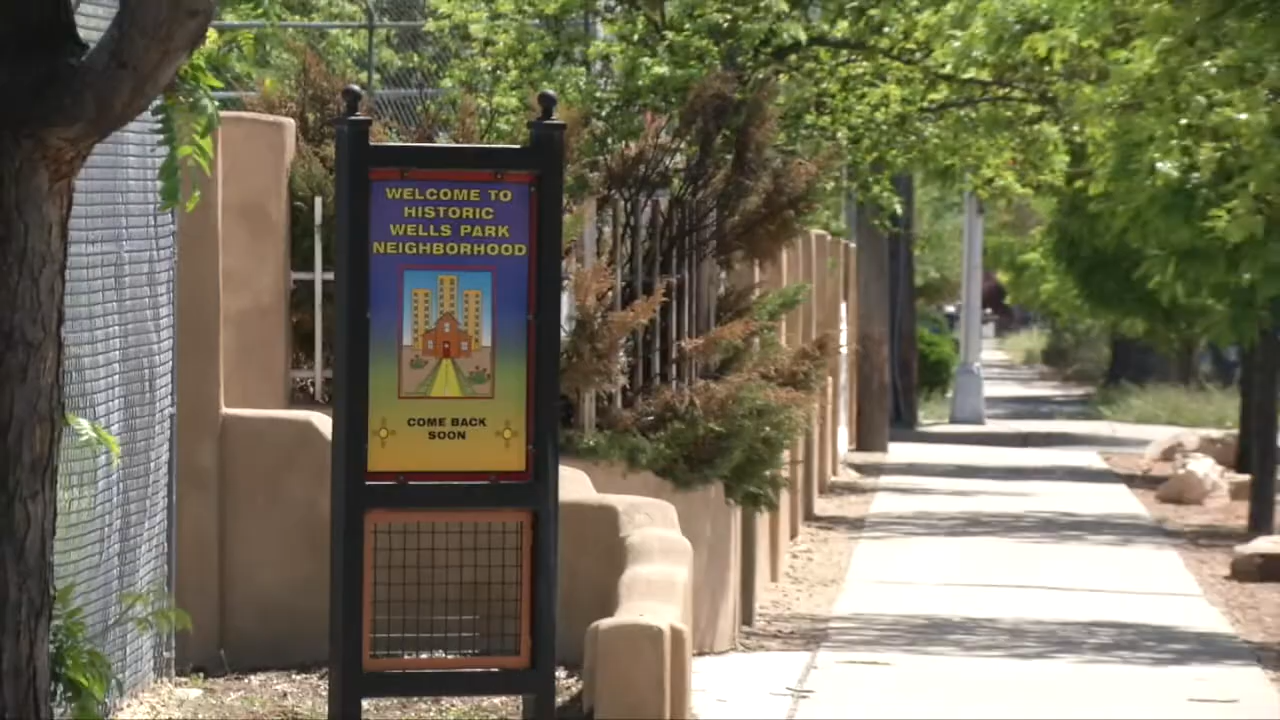 WELCOME TO
HISTORIC
WELLS PARK
NEIGHBORHOOD
COME BACK
SOON